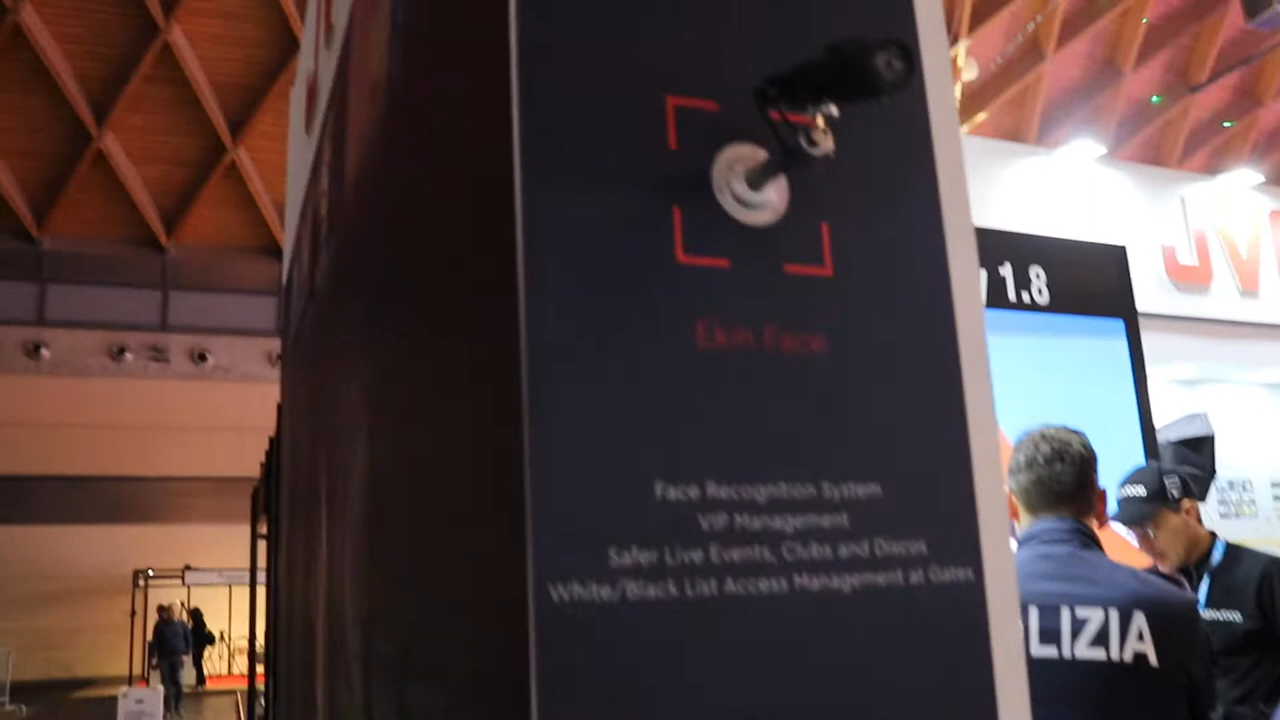 Ekin Face
Face Recognition System
VIP Management
Safer Live Events, Clubs and Discos
White/Black List Access Management at Gates
1.8
JV
LIZIA